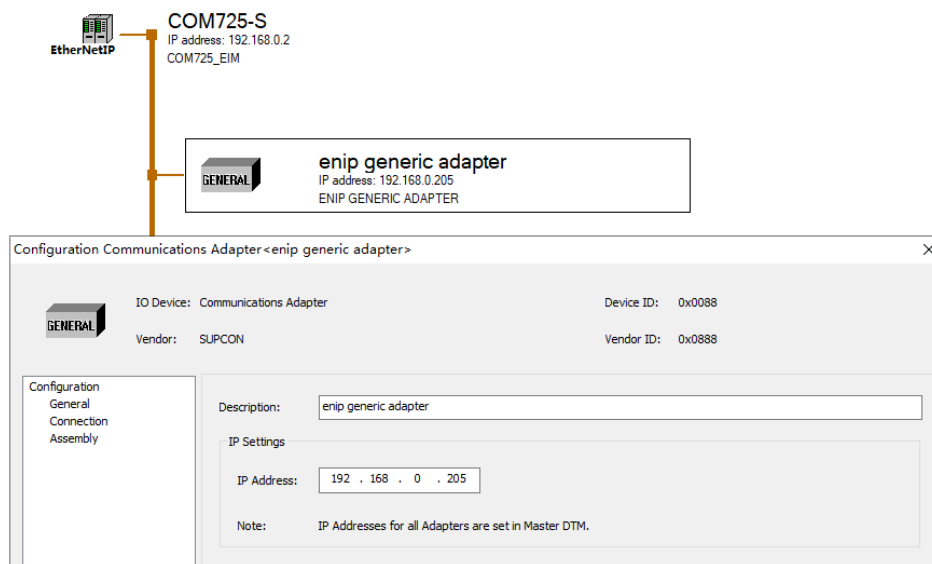 COM725-S
EtherNetIP
IP address: 192.168.0.2
COM725_EIM
GENERAL
enip generic adapter
IP address: 192.168.0.205
ENIP GENERIC ADAPTER
Configuration Communications Adapter<enip generic adapter>
GENERAL
IO Device: Communications Adapter Device ID: 0x0088
Vendor: SUPCON Vendor ID: 0x0888
Configuration
General
Connection
Assembly
Description: enip generic adapter
IP Settings
IP Address: 192 . 168 . 0 . 205
Note: IP Addresses for all Adapters are set in Master DTM.